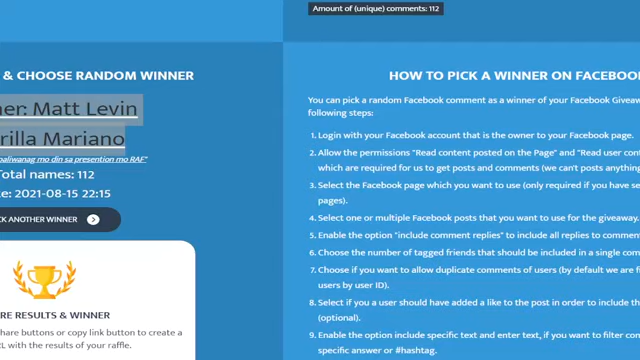 Amount of (unique) comments: 112
& CHOOSE RANDOM WINNER
er: Matt Levin
rilla Mariano
paliwanag mo din sa presention mo RAF"
Total names: 112
e: 2021-08-15 22:15
CK ANOTHER WINNER
RE RESULTS & WINNER
hare buttons or copy link button to create a
RL with the results of your raffle.
HOW TO PICK A WINNER ON FACEBOO
You can pick a random Facebook comment as a winner of your Facebook Giveaw
following steps:
1. Login with your Facebook account that is the owner to your Facebook page.
2. Allow the permissions "Read content posted on the Page" and "Read user cont
which are required for us to get posts and comments (we can't posts anything
3. Select the Facebook page which you want to use (only required if you have se
pages).
4. Select one or multiple Facebook posts that you want to use for the giveaway.
5. Enable the option "include comment replies" to include all replies to commen
6. Choose the number of tagged friends that should be included in a single com
7. Choose if you want to allow duplicate comments of users (by default we are fi
users by user ID).
8. Select if a user should have added a like to the post in order to include th
(optional).
9. Enable the option include specific text and enter text, if you want to filter con
specific answer or #hashtag.